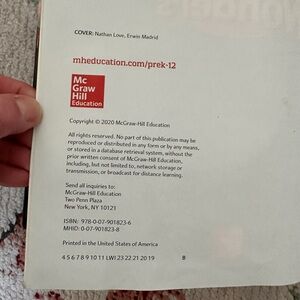 COVER: Nathan Love, Erwin Madrid
mheducation.com/prek-12
Mc
Graw
Hill
Education
Copyright © 2020 McGraw-Hill Education
All rights reserved. No part of this publication may be
reproduced or distributed in any form or by any means,
or stored in a database retrieval system, without the
prior written consent of McGraw-Hill Education,
including, but not limited to, network storage or
transmission, or broadcast for distance learning.
Send all inquiries to:
McGraw-Hill Education
Two Penn Plaza
New York, NY 10121
ISBN: 978-0-07-901823-6
MHID: 0-07-901823-8
Printed in the United States of America
4 5 6 7 8 9 10 11 LWI 23 22 21 20 19 B